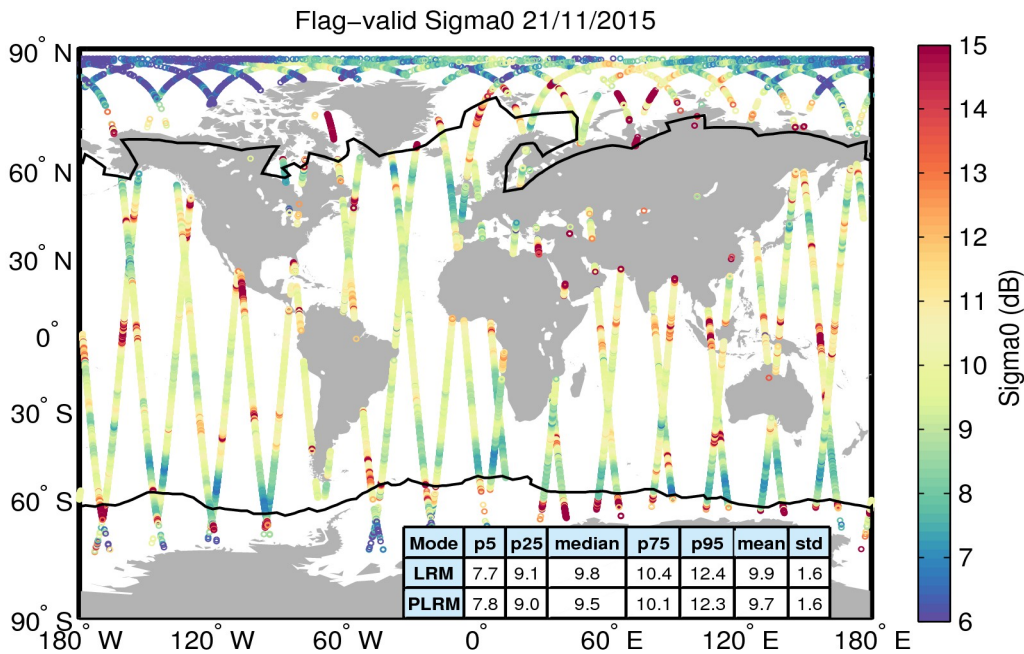 Flag−valid Sigma0 21/11/2015
90° N
60° N
30° N
0°
30° S
60° S
90° S
180° W
120° W
60° W
0°
60° E
120° E
180° E
15
14
13
12
11
10
9
8
7
6
Sigma0 (dB)
Mode p5 p25 median p75 p95 mean std
LRM 7.7 9.1 9.8 10.4 12.4 9.9 1.6
PLRM 7.8 9.0 9.5 10.1 12.3 9.7 1.6